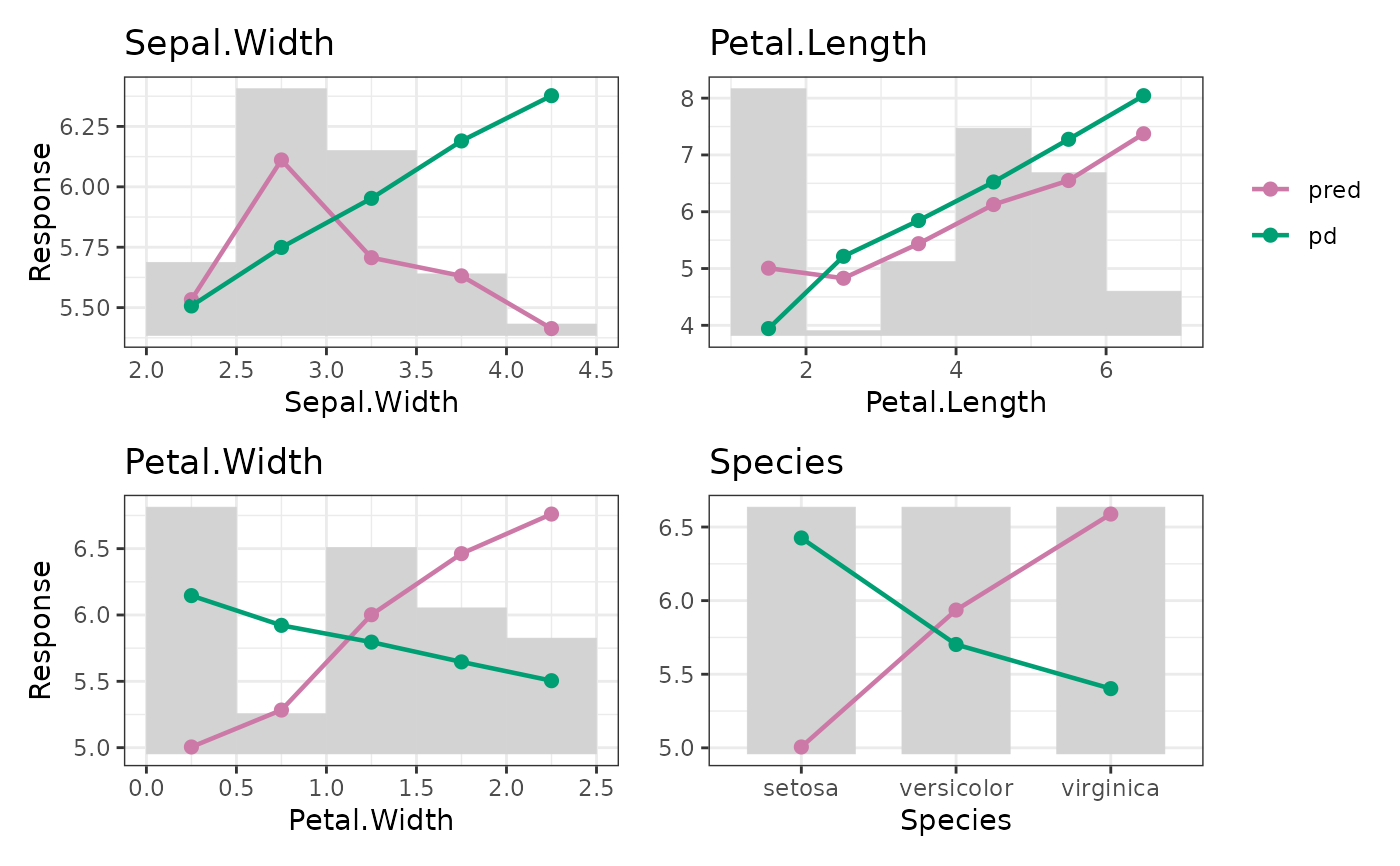 Sepal.Width
Petal.Length
Response
6.25
6.00
5.75
5.50
2.0 2.5 3.0 3.5 4.0 4.5
Sepal.Width
8
7
6
5
4
2 4 6
Petal.Length
pred
pd
Petal.Width
Species
Response
6.5
6.0
5.5
5.0
0.0 0.5 1.0 1.5 2.0 2.5
Petal.Width
6.5
6.0
5.5
5.0
setosa versicolor virginica
Species